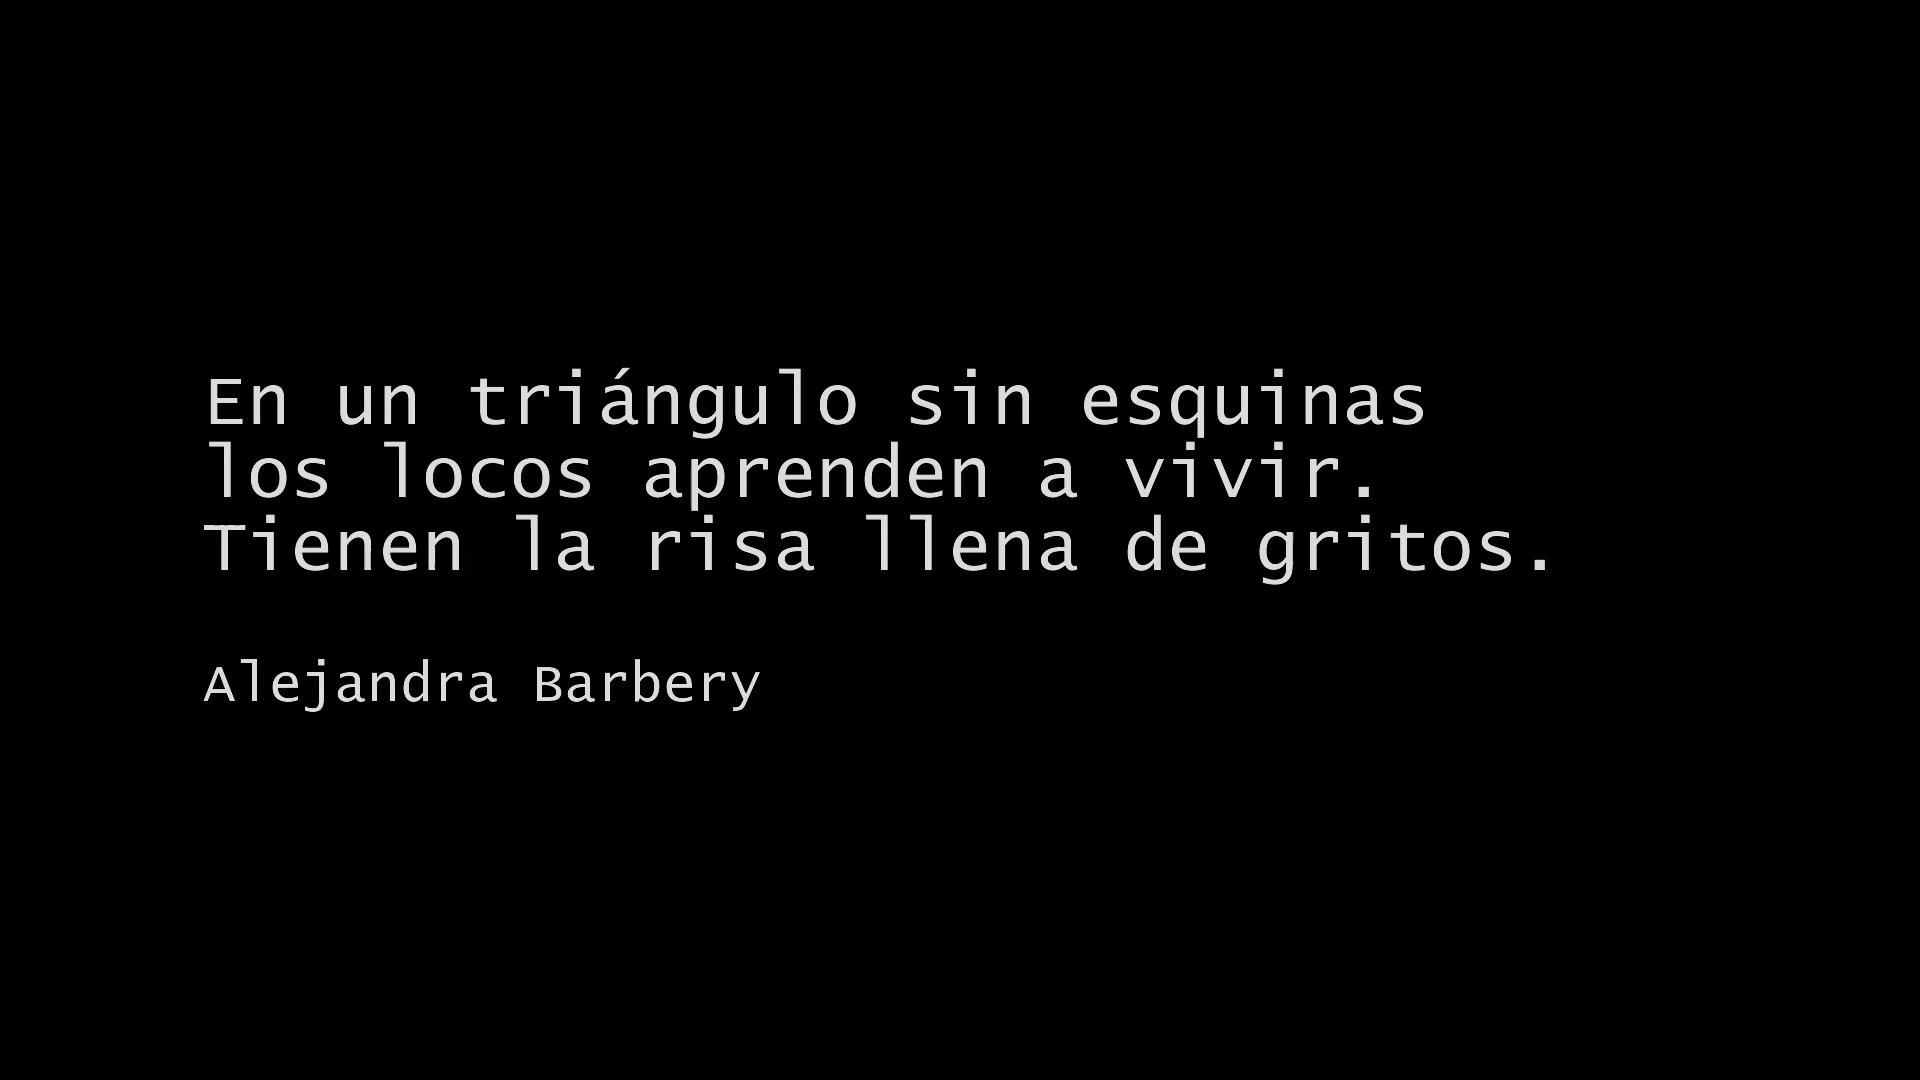 En un triángulo sin esquinas
los locos aprenden a vivir.
Tienen la risa llena de gritos.
Alejandra Barbery